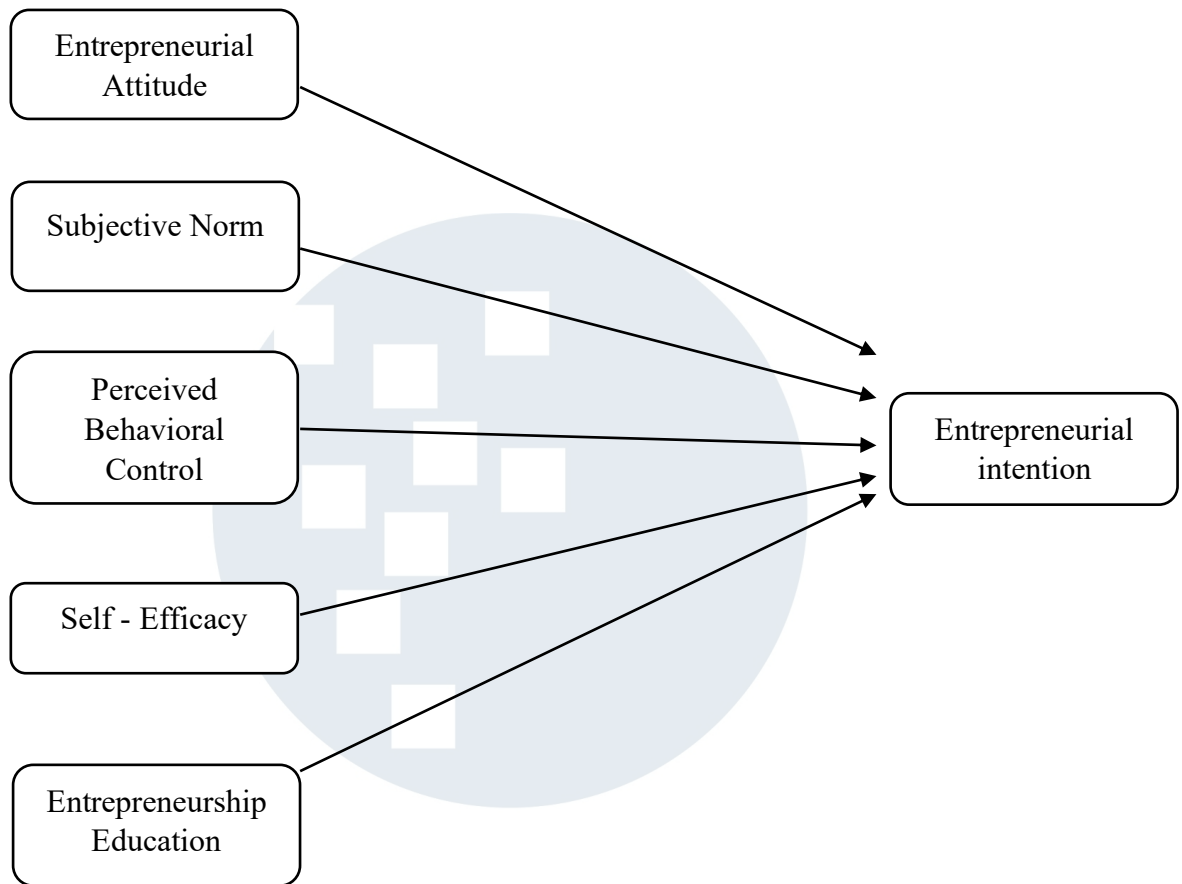 Entrepreneurial
Attitude
Subjective Norm
Perceived
Behavioral
Control
Self - Efficacy
Entrepreneurship
Education
Entrepreneurial
intention